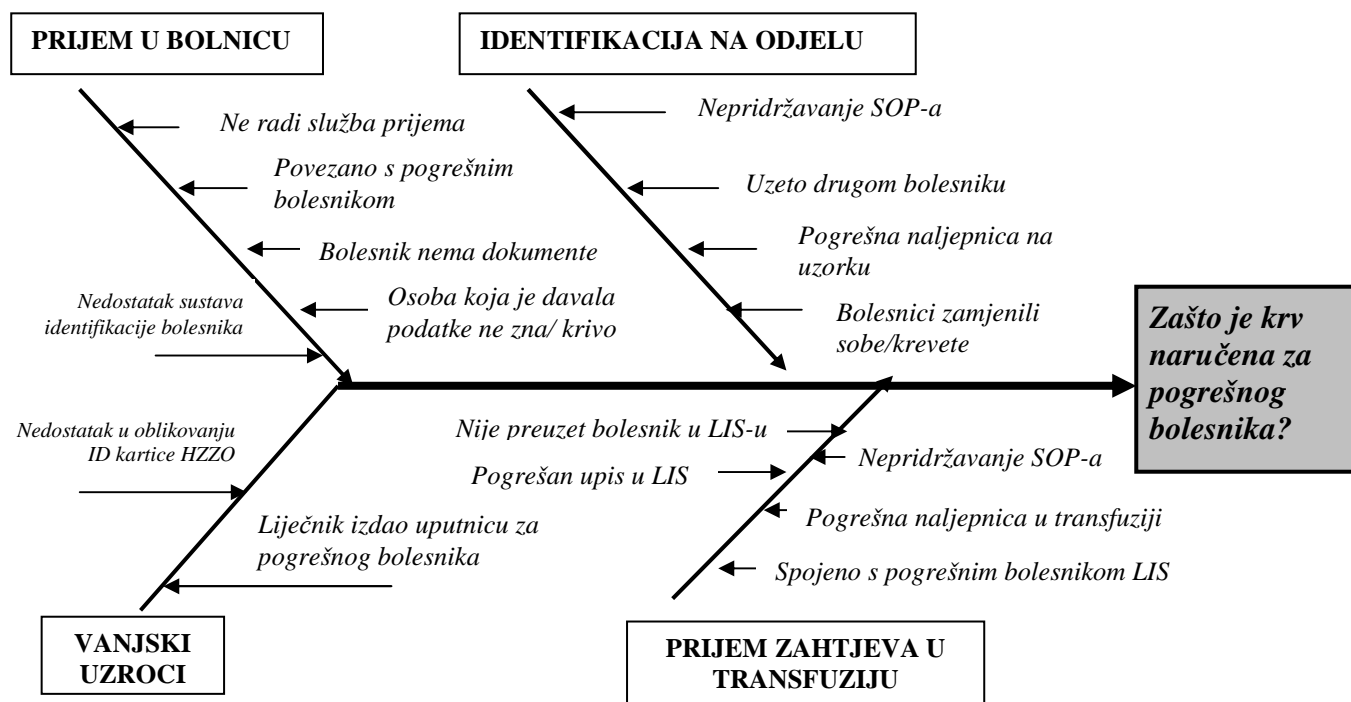 PRIJEM U BOLNICU
IDENTIFIKACIJA NA ODJELU
Ne radi služba prijema
Povezano s pogrešnim
bolesnikom
Bolesnik nema dokumente
Osoba koja je davala
podatke ne zna/ krivo
Nedostatak sustava
identifikacije bolesnika
Nepridržavanje SOP-a
Uzeto drugom bolesniku
Pogrešna naljepnica na
uzorku
Bolesnici zamjenili
sobe/krevete
Zašto je krv
naručena za
pogrešnog
bolesnika?
Nedostatak u oblikovanju
ID kartice HZZO
Liječnik izdao uputnicu za
pogrešnog bolesnika
Nije preuzet bolesnik u LIS-u
Nepridržavanje SOP-a
Pogrešan upis u LIS
Pogrešna naljepnica u transfuziji
Spojeno s pogrešnim bolesnikom LIS
VANJSKI
UZROCI
PRIJEM ZAHTJEVA U
TRANSFUZIJU